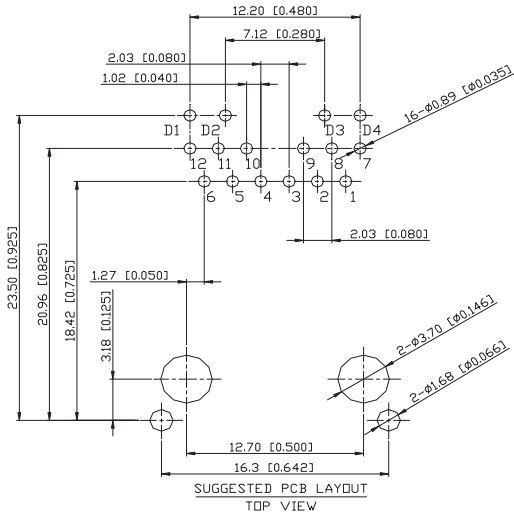 12.20 [0.480]
7.12 [0.280]
2.03 [0.080]
1.02 [0.040]
16-ø0.89 [ø0.035]
D1 D2 D3 D4
12 11 10 9 8 7
6 5 4 3 2 1
2.03 [0.080]
1.27 [0.050]
23.50 [0.925]
20.96 [0.825]
18.42 [0.725]
3.18 [0.125]
2-ø3.70 [ø0.146]
2-ø1.68 [ø0.066]
12.70 [0.500]
16.3 [0.642]
SUGGESTED PCB LAYOUT
TOP VIEW